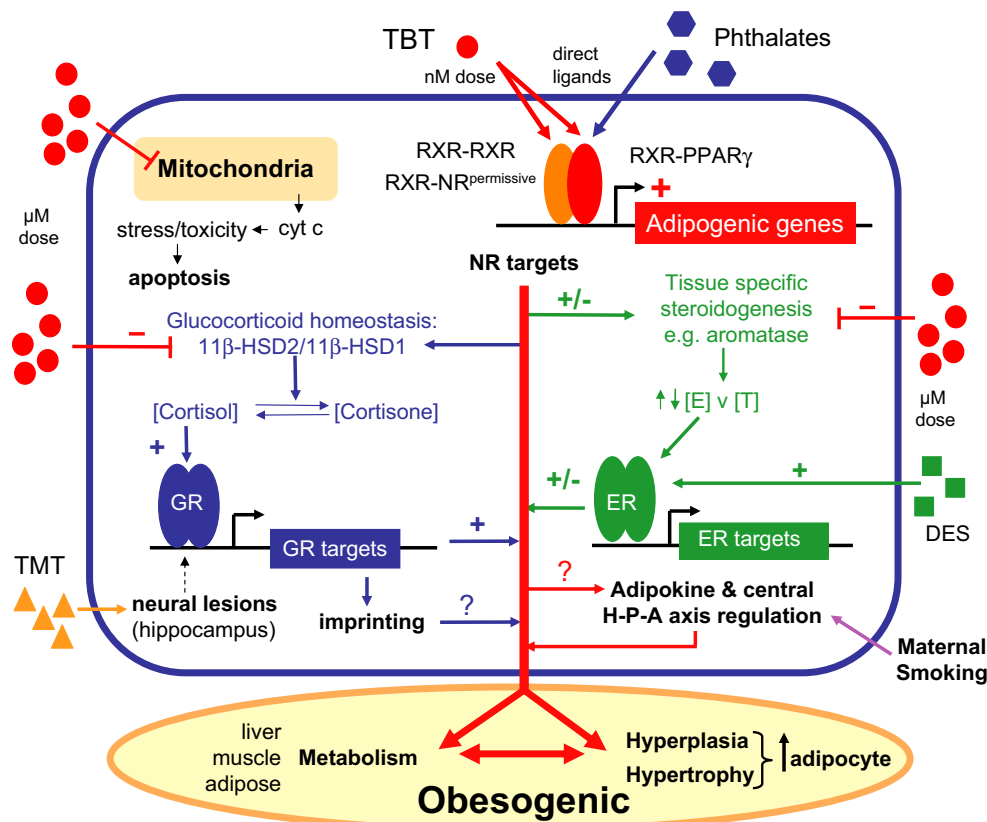 TBT
Phthalates
nM dose
direct
ligands
RXR-RXR
RXR-NRpermissive
RXR-PPARγ
+
Adipogenic genes
Mitochondria
µM
dose
stress/toxicity
cyt c
apoptosis
NR targets
+/-
Tissue specific
steroidogenesis
e.g. aromatase
−
−
Glucocorticoid homeostasis:
11β-HSD2/11β-HSD1
[Cortisol]
[Cortisone]
[E] v [T]
µM
dose
+
+/-
+
GR
ER
DES
GR targets
+
ER targets
TMT
neural lesions
(hippocampus)
imprinting
?
?
Adipokine & central
H-P-A axis regulation
Maternal
Smoking
liver
muscle
adipose
Metabolism
Hyperplasia
Hypertrophy
adipocyte
Obesogenic